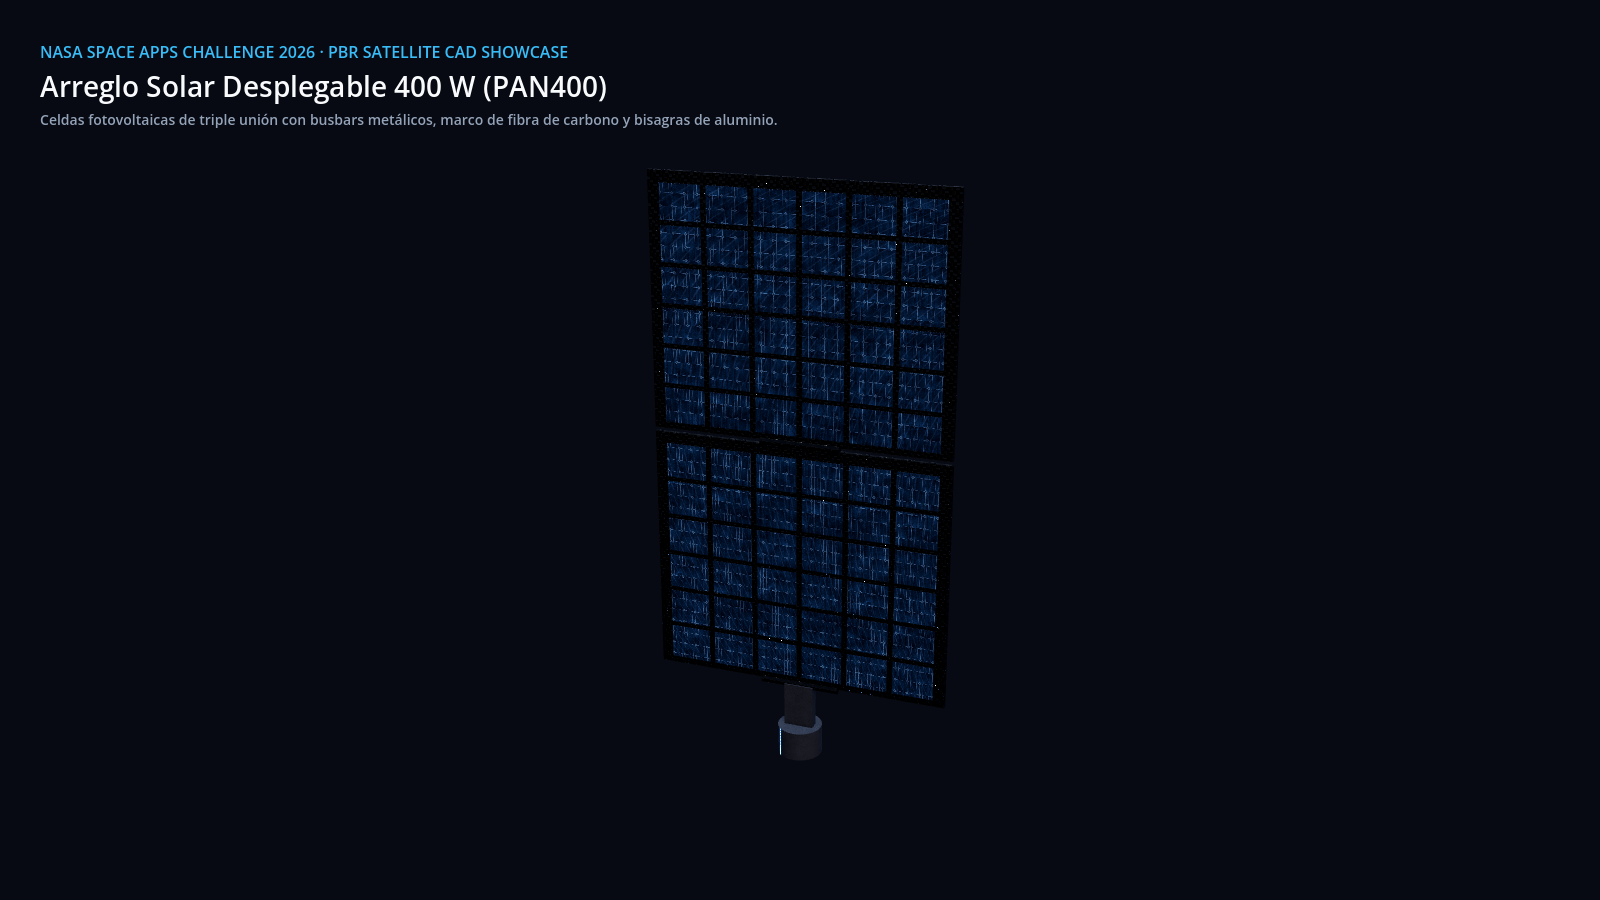 NASA SPACE APPS CHALLENGE 2026 · PBR SATELLITE CAD SHOWCASE
Arreglo Solar Desplegable 400 W (PAN400)
Celdas fotovoltaicas de triple unión con busbars metálicos, marco de fibra de carbono y bisagras de aluminio.